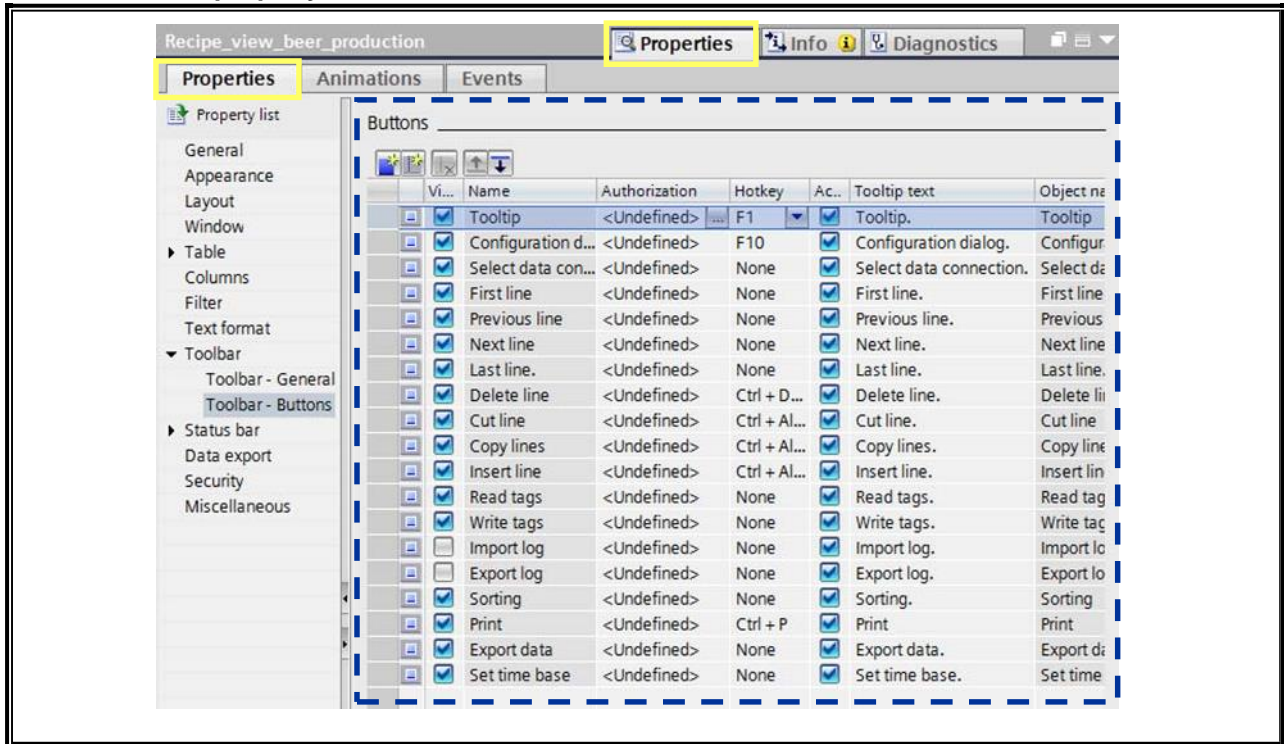 Recipe_view_beer_production Properties Info Diagnostics
Properties Animations Events
Property list
General
Appearance
Layout
Window
Table
Columns
Filter
Text format
Toolbar
Toolbar - General
Toolbar - Buttons
Status bar
Data export
Security
Miscellaneous
Buttons
Vi... Name Authorization Hotkey Ac.. Tooltip text Object na
Tooltip <Undefined> ... F1 Tooltip. Tooltip
Configuration d... <Undefined> F10 Configuration dialog. Configur
Select data con... <Undefined> None Select data connection. Select da
First line <Undefined> None First line. First line
Previous line <Undefined> None Previous line. Previous
Next line <Undefined> None Next line. Next line
Last line. <Undefined> None Last line. Last line.
Delete line <Undefined> Ctrl + D... Delete line. Delete li
Cut line <Undefined> Ctrl + Al... Cut line. Cut line
Copy lines <Undefined> Ctrl + Al... Copy lines. Copy line
Insert line <Undefined> Ctrl + Al... Insert line. Insert lin
Read tags <Undefined> None Read tags. Read tag
Write tags <Undefined> None Write tags. Write tag
Import log <Undefined> None Import log. Import lo
Export log <Undefined> None Export log. Export lo
Sorting <Undefined> None Sorting. Sorting
Print <Undefined> Ctrl + P Print Print
Export data <Undefined> None Export data. Export da
Set time base <Undefined> None Set time base. Set time